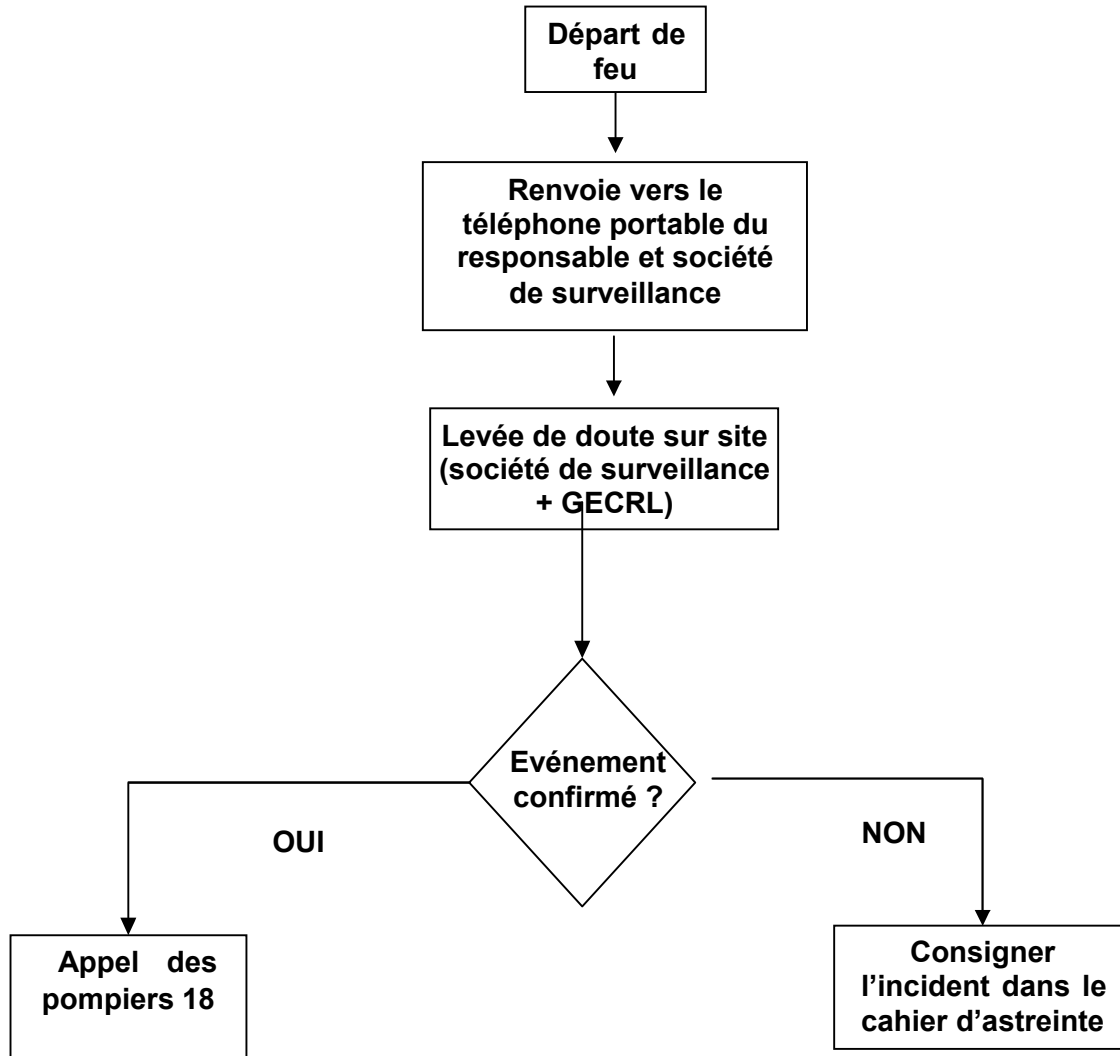 Départ de
feu
Renvoie vers le
téléphone portable du
responsable et société
de surveillance
Levée de doute sur site
(société de surveillance
+ GECRL)
Evénement
confirmé ?
OUI
NON
Appel des
pompiers 18
Consigner
l’incident dans le
cahier d’astreinte